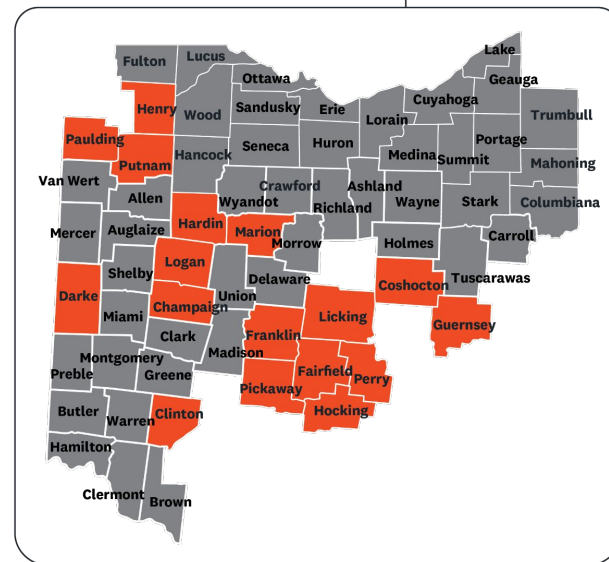 Lake
Fulton
Lucus
Geauga
Ottawa
Cuyahoga
Henry
Wood
Sandusky
Erie
Lorain
Trumbull
Paulding
Putnam
Hancock
Seneca
Huron
Medina
Summit
Portage
Mahoning
Van Wert
Allen
Wyandot
Crawford
Richland
Ashland
Wayne
Stark
Columbiana
Mercer
Auglaize
Hardin
Marion
Morrow
Holmes
Carroll
Shelby
Logan
Delaware
Tuscarawas
Darke
Champaign
Union
Coshocton
Miami
Licking
Guernsey
Clark
Franklin
Madison
Montgomery
Preble
Greene
Fairfield
Perry
Pickaway
Butler
Warren
Clinton
Hocking
Hamilton
Clermont
Brown